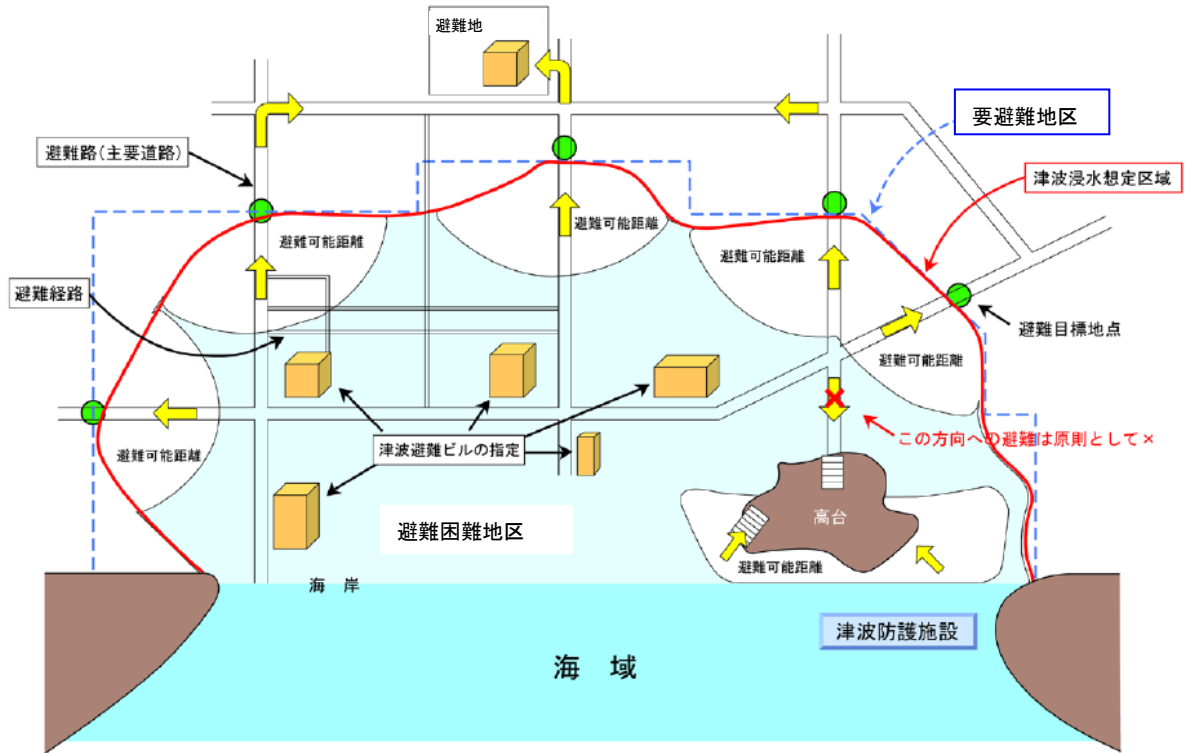 避難地
要避難地区
避難路(主要道路)
津波浸水想定区域
避難可能距離
避難可能距離
避難可能距離
避難経路
避難目標地点
避難可能距離
この方向への避難は原則として×
避難可能距離
津波避難ビルの指定
高台
避難困難地区
避難可能距離
海 岸
津波防護施設
海 域